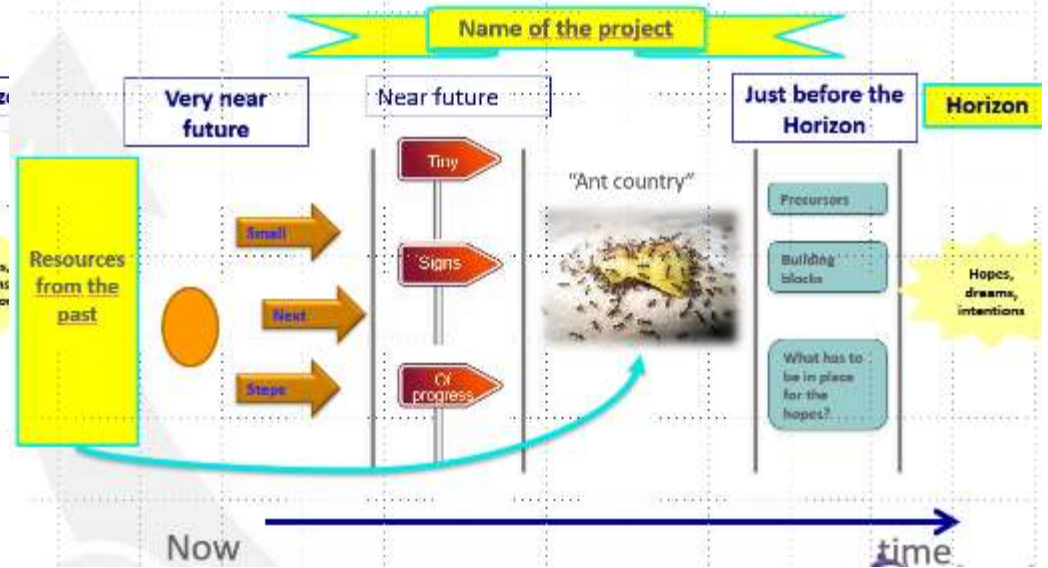 Name of the project
Very near
future
Near future
Just before the
Horizon
Horizon
Resources
from the
past
Small
Next
Steps
Tiny
Signs
Of
progress
"Ant country"
Precursors
Building
blocks
What has to
be in place
for the
hopes?
Hopes,
dreams,
intentions
Now
time